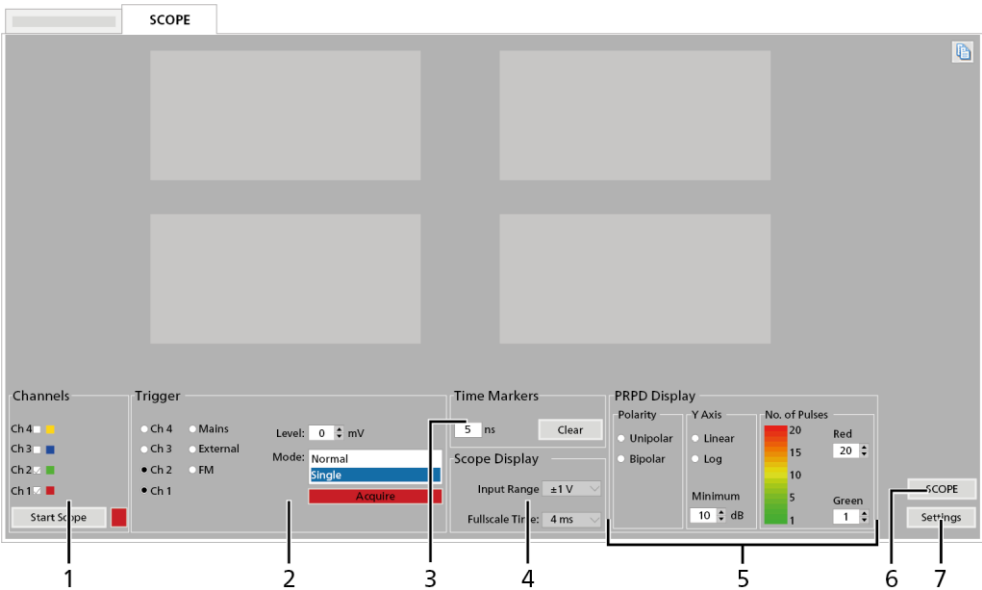 SCOPE
Channels
Ch 4
Ch 3
Ch 2
Ch 1
Start Scope
Trigger
Ch 4 Mains
Ch 3 External
Ch 2 FM
Ch 1
Level: 0 mV
Mode: Normal
Single
Acquire
Time Markers
5 ns Clear
Scope Display
Input Range ±1 V
Fullscale Time: 4 ms
PRPD Display
Polarity
Unipolar
Bipolar
Y Axis
Linear
Log
Minimum
10 dB
No. of Pulses
20
15
10
5
1
Red
20
Green
1
SCOPE
Settings
1 2 3 4 5 6 7